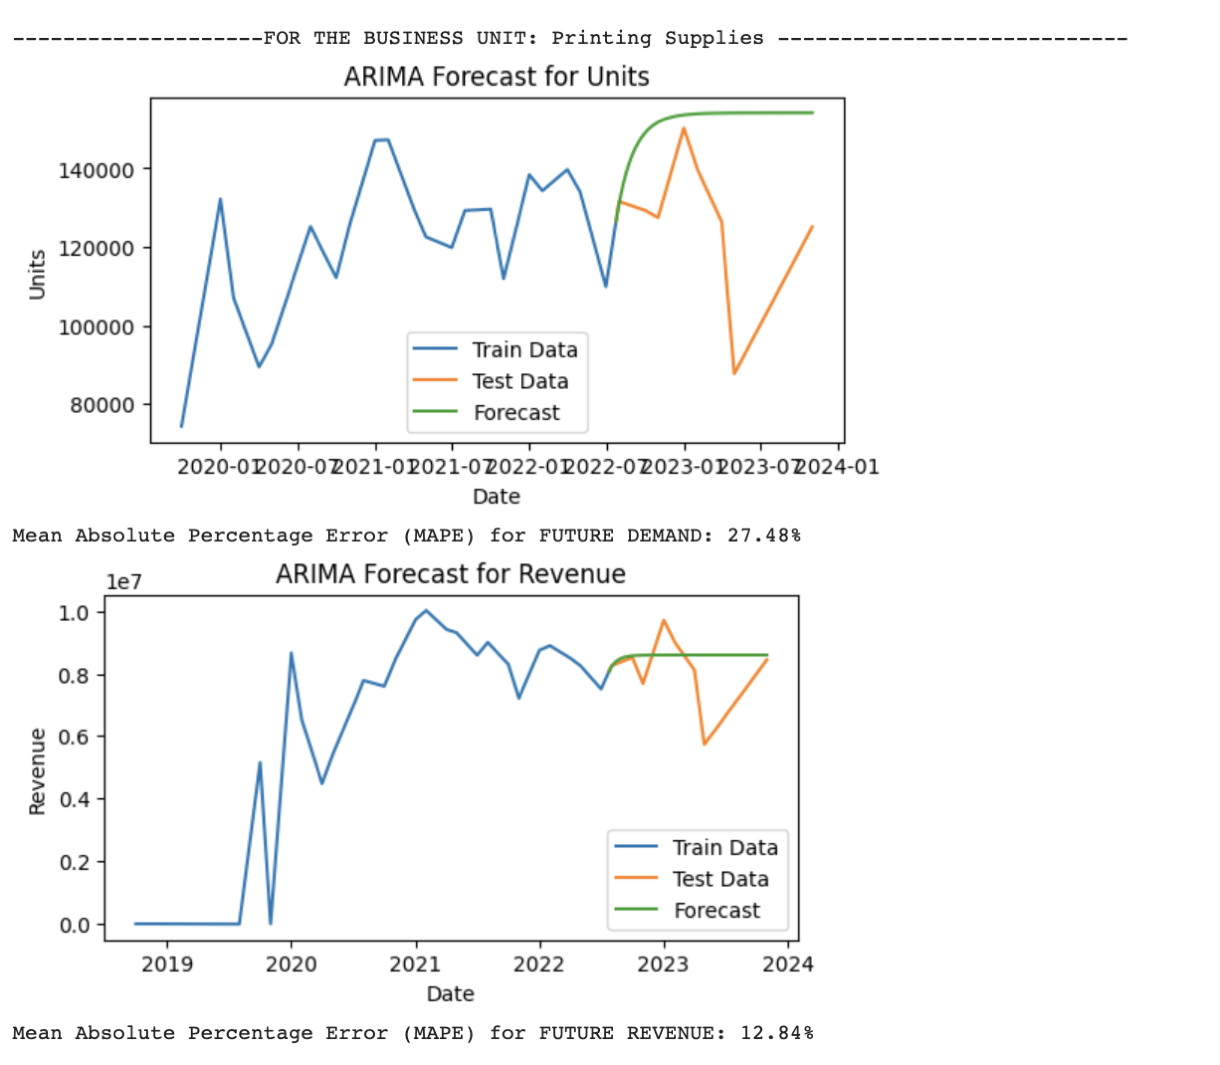 --------------------FOR THE BUSINESS UNIT: Printing Supplies ----------------------------
ARIMA Forecast for Units
140000
120000
100000
80000
Units
Train Data
Test Data
Forecast
2020-01 2020-07 2021-01 2021-07 2022-01 2022-07 2023-01 2023-07 2024-01
Date
Mean Absolute Percentage Error (MAPE) for FUTURE DEMAND: 27.48%
ARIMA Forecast for Revenue
1e7
1.0
0.8
0.6
0.4
0.2
0.0
Revenue
Train Data
Test Data
Forecast
2019 2020 2021 2022 2023 2024
Date
Mean Absolute Percentage Error (MAPE) for FUTURE REVENUE: 12.84%